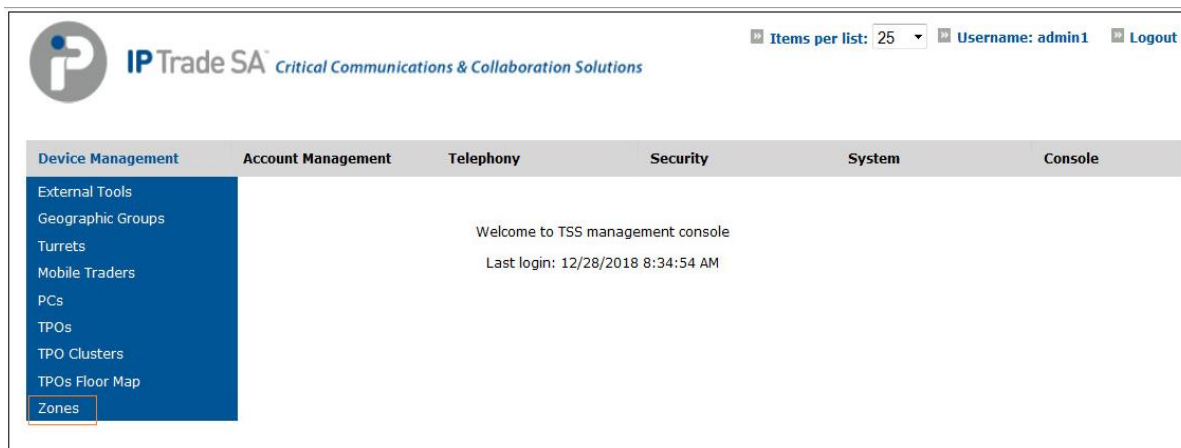 Items per list: 25 Username: admin1 Logout
IP Trade SA™ Critical Communications & Collaboration Solutions
Device Management Account Management Telephony Security System Console
External Tools
Geographic Groups
Turrets
Mobile Traders
PCs
TPOs
TPO Clusters
TPOs Floor Map
Zones
Welcome to TSS management console
Last login: 12/28/2018 8:34:54 AM